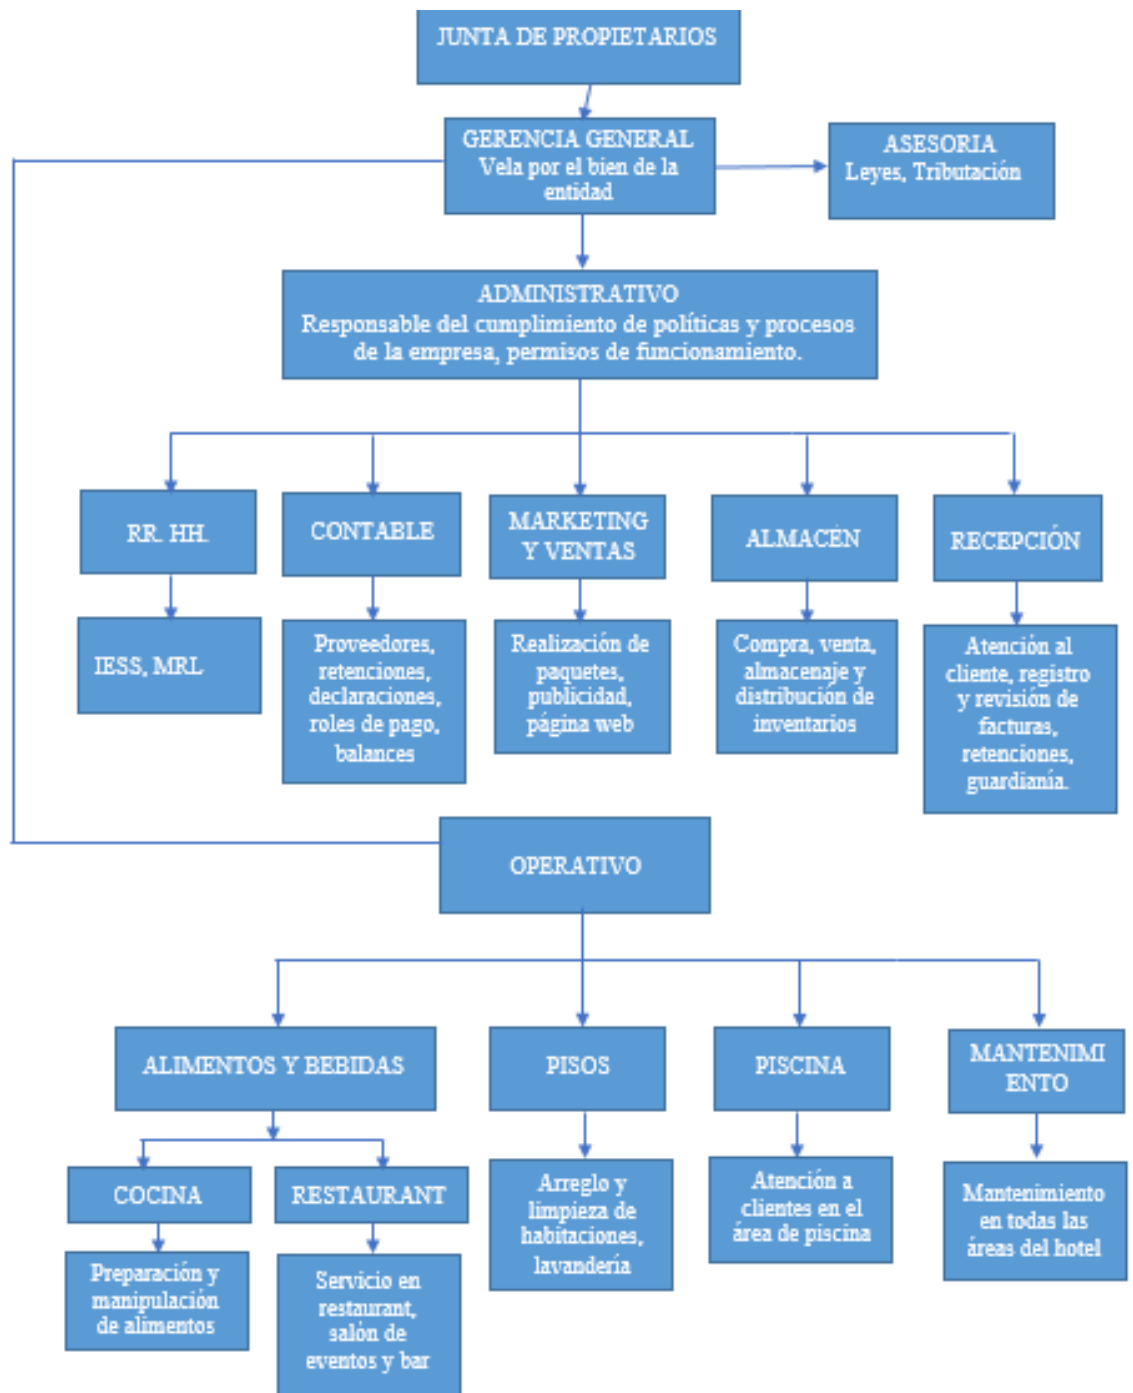 JUNTA DE PROPIETARIOS
GERENCIA GENERAL
Vela por el bien de la
entidad
ASESORIA
Leyes, Tributación
ADMINISTRATIVO
Responsable del cumplimiento de políticas y procesos
de la empresa, permisos de funcionamiento.
RR. HH.
CONTABLE
MARKETING
Y VENTAS
ALMACÉN
RECEPCIÓN
IESS, MRL
Proveedores,
retenciones,
declaraciones,
roles de pago,
balances
Realización de
paquetes,
publicidad,
página web
Compra, venta,
almacenaje y
distribución de
inventarios
Atención al
cliente, registro
y revisión de
facturas,
retenciones,
guardianía.
OPERATIVO
ALIMENTOS Y BEBIDAS
PISOS
PISCINA
MANTENIMI
ENTO
COCINA
RESTAURANT
Preparación y
manipulación
de alimentos
Servicio en
restaurant,
salón de
eventos y bar
Arreglo y
limpieza de
habitaciones,
lavandería
Atención a
clientes en el
área de piscina
Mantenimiento
en todas las
áreas del hotel